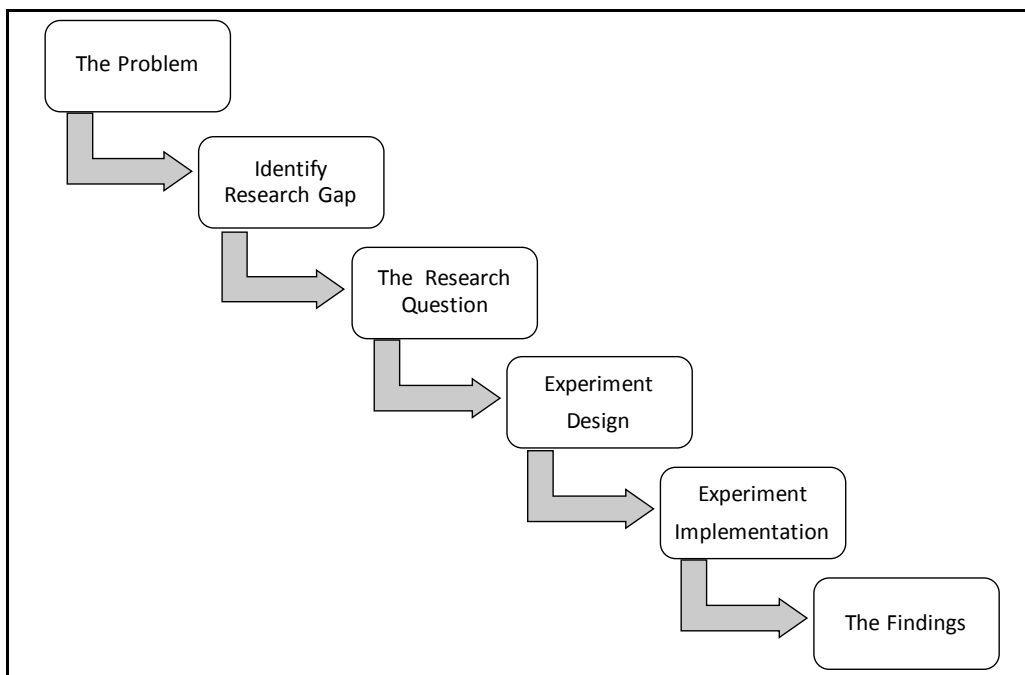 The Problem
Identify
Research Gap
The Research
Question
Experiment
Design
Experiment
Implementation
The Findings